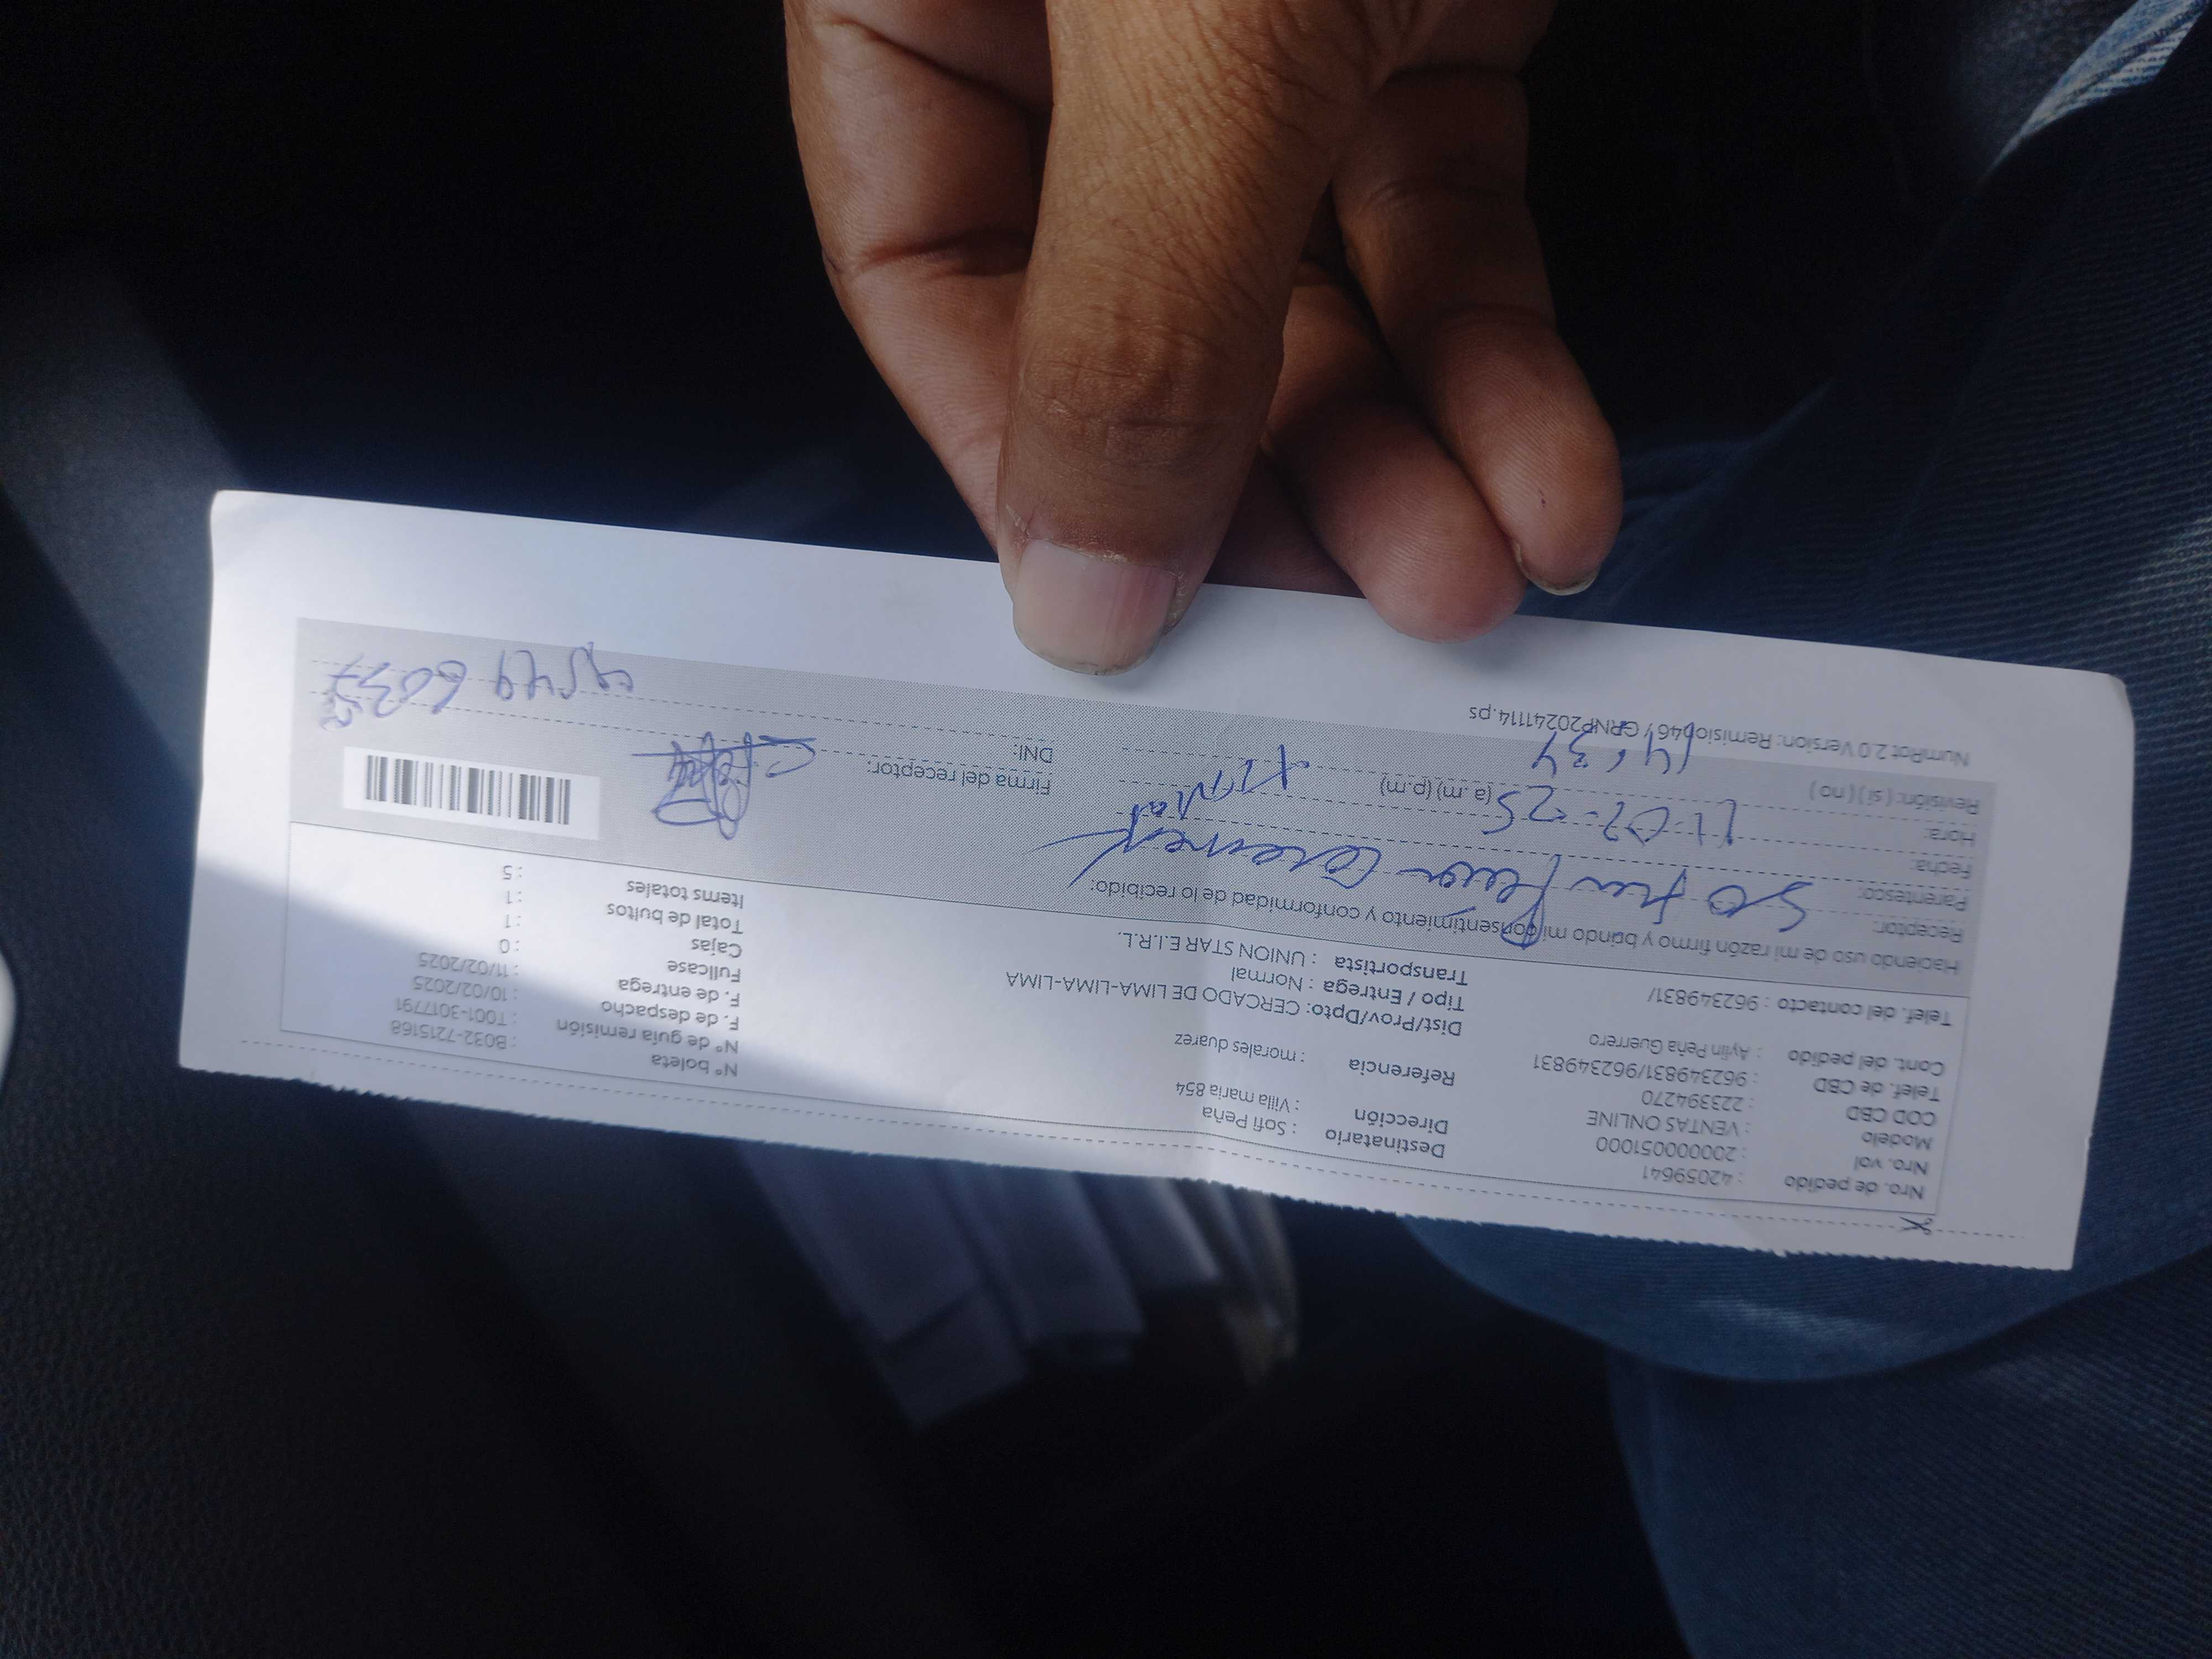 Nro. de pedido : 42059641
Nro. vol : 20000051000
Modelo : VENTAS ONLINE
COD CBD : 223394270
Telef. de CBD : 962349831/962349831
Cont. del pedido : Aylin Peña Guerrero
Telef. del contacto : 962349831/
Destinatario : Sofi Peña
Dirección : Villa maria 854
Referencia : morales duarez
Dist/Prov/Dpto: CERCADO DE LIMA-LIMA-LIMA
Tipo / Entrega : Normal
Transportista : UNION STAR E.I.R.L.
N° boleta : B032-7215168
N° de guía remisión : T001-3017791
F. de despacho : 10/02/2025
F. de entrega : 11/02/2025
Fullcase : 0
Cajas : 1
Total de bultos : 1
Items totales : 5
Haciendo uso de mi razón firmo y brindo mi consentimiento y conformidad de lo recibido:
Receptor:
Parentesco:
Fecha: 11-02-25
Hora: (a.m) (p.m)
Revisión: ( si ) ( no ) 14:34
Firma del receptor:
DNI:
NumRot 2.0 Version: Remision46 / GRNP20241114.ps